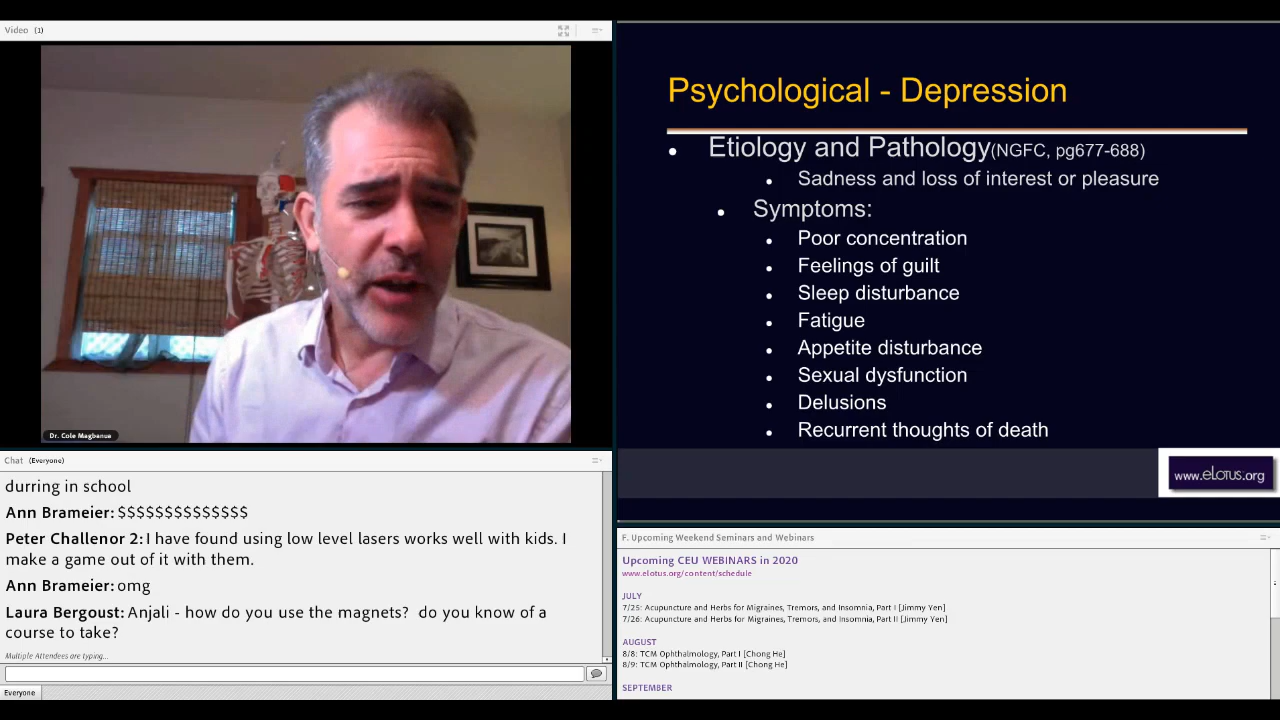 Video (1)
Dr. Cole Magbanua
Psychological - Depression
Etiology and Pathology(NGFC, pg677-688)
Sadness and loss of interest or pleasure
Symptoms:
Poor concentration
Feelings of guilt
Sleep disturbance
Fatigue
Appetite disturbance
Sexual dysfunction
Delusions
Recurrent thoughts of death
www.eLotus.org
Chat (Everyone)
durring in school
Ann Brameier: $$$$$$$$$$$$$$
Peter Challenor 2: I have found using low level lasers works well with kids. I
make a game out of it with them.
Ann Brameier: omg
Laura Bergoust: Anjali - how do you use the magnets? do you know of a
course to take?
Multiple Attendees are typing...
Everyone
F. Upcoming Weekend Seminars and Webinars
Upcoming CEU WEBINARS in 2020
www.elotus.org/content/schedule
JULY
7/25: Acupuncture and Herbs for Migraines, Tremors, and Insomnia, Part I [Jimmy Yen]
7/26: Acupuncture and Herbs for Migraines, Tremors, and Insomnia, Part II [Jimmy Yen]
AUGUST
8/8: TCM Ophthalmology, Part I [Chong He]
8/9: TCM Ophthalmology, Part II [Chong He]
SEPTEMBER